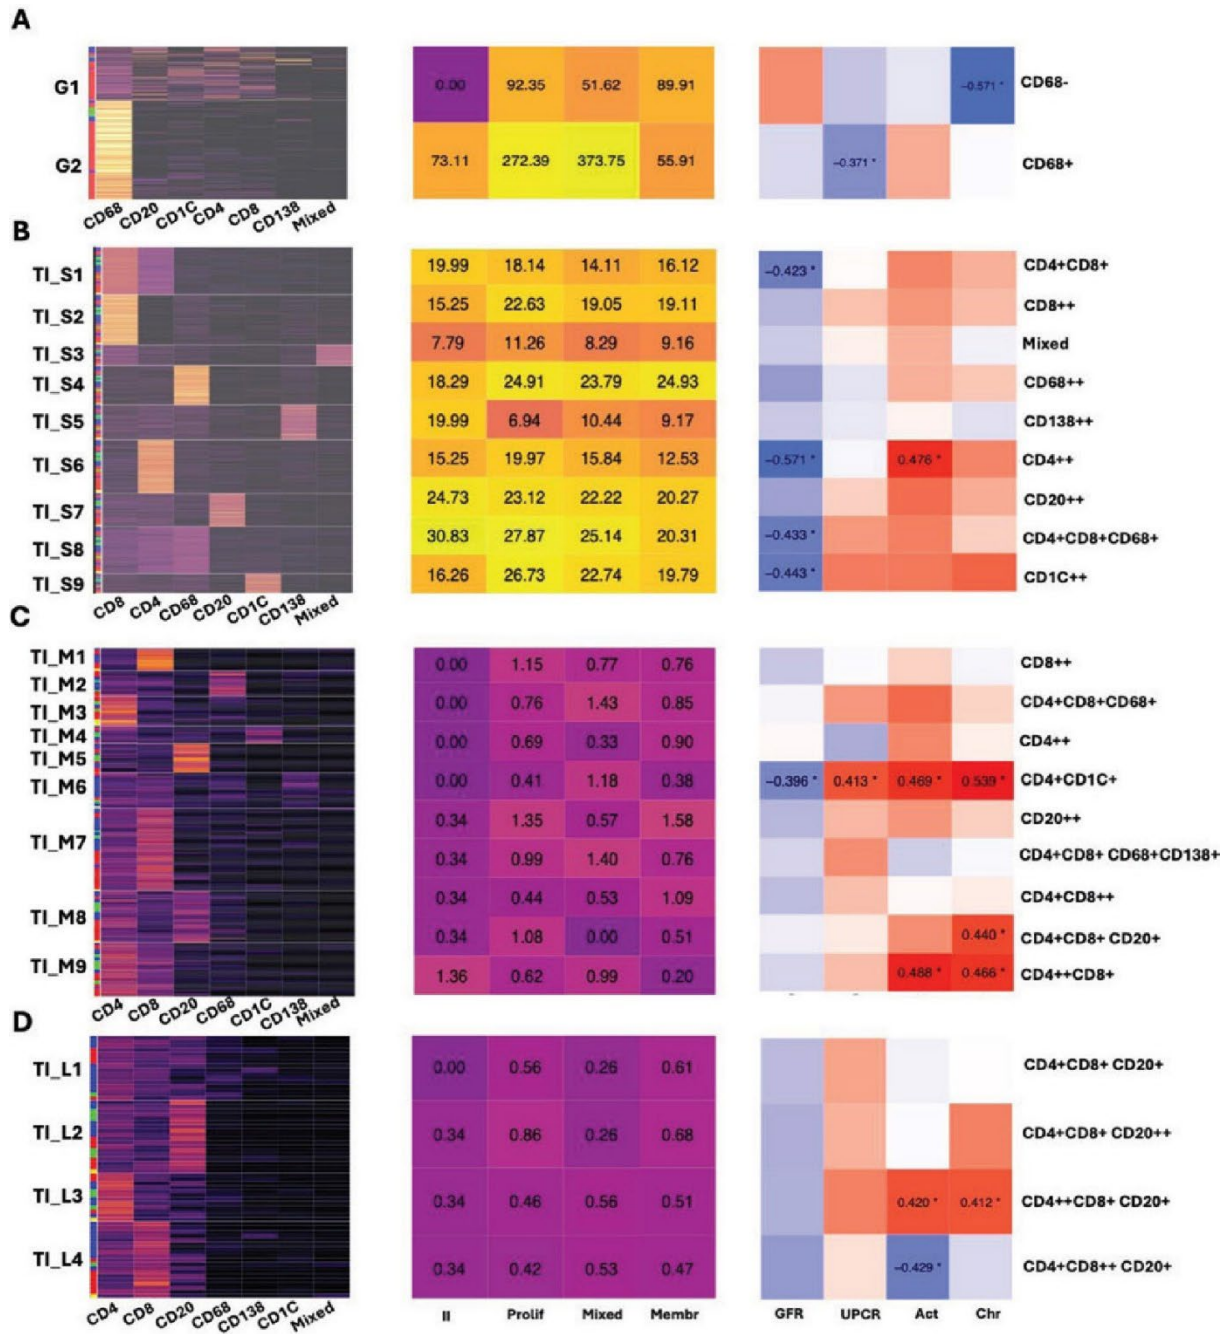 A
G1
G2
CD68 CD20 CD1C CD4 CD8 CD138 Mixed
0.00 92.35 51.62 89.91
73.11 272.39 373.75 55.91
−0.571 * CD68-
−0.371 * CD68+
B
TI_S1
TI_S2
TI_S3
TI_S4
TI_S5
TI_S6
TI_S7
TI_S8
TI_S9
CD8 CD4 CD68 CD20 CD1C CD138 Mixed
19.99 18.14 14.11 16.12
15.25 22.63 19.05 19.11
7.79 11.26 8.29 9.16
18.29 24.91 23.79 24.93
19.99 6.94 10.44 9.17
15.25 19.97 15.84 12.53
24.73 23.12 22.22 20.27
30.83 27.87 25.14 20.31
16.26 26.73 22.74 19.79
−0.423 * CD4+CD8+
CD8++
Mixed
CD68++
CD138++
−0.571 * 0.476 * CD4++
CD20++
−0.433 * CD4+CD8+CD68+
−0.443 * CD1C++
C
TI_M1
TI_M2
TI_M3
TI_M4
TI_M5
TI_M6
TI_M7
TI_M8
TI_M9
CD4 CD8 CD20 CD68 CD1C CD138 Mixed
0.00 1.15 0.77 0.76
0.00 0.76 1.43 0.85
0.00 0.69 0.33 0.90
0.00 0.41 1.18 0.38
0.34 1.35 0.57 1.58
0.34 0.99 1.40 0.76
0.34 0.44 0.53 1.09
0.34 1.08 0.00 0.51
1.36 0.62 0.99 0.20
CD8++
CD4+CD8+CD68+
CD4++
−0.396 * 0.413 * 0.469 * 0.539 * CD4+CD1C+
CD20++
CD4+CD8+ CD68+CD138+
CD4+CD8++
0.440 * CD4+CD8+ CD20+
0.488 * 0.466 * CD4++CD8+
D
TI_L1
TI_L2
TI_L3
TI_L4
CD4 CD8 CD20 CD68 CD138 CD1C Mixed
0.00 0.56 0.26 0.61
0.34 0.86 0.26 0.68
0.34 0.46 0.56 0.51
0.34 0.42 0.53 0.47
II Prolif Mixed Membr
CD4+CD8+ CD20+
CD4+CD8+ CD20++
0.420 * 0.412 * CD4++CD8+ CD20+
−0.429 * CD4+CD8++ CD20+
GFR UPCR Act Chr